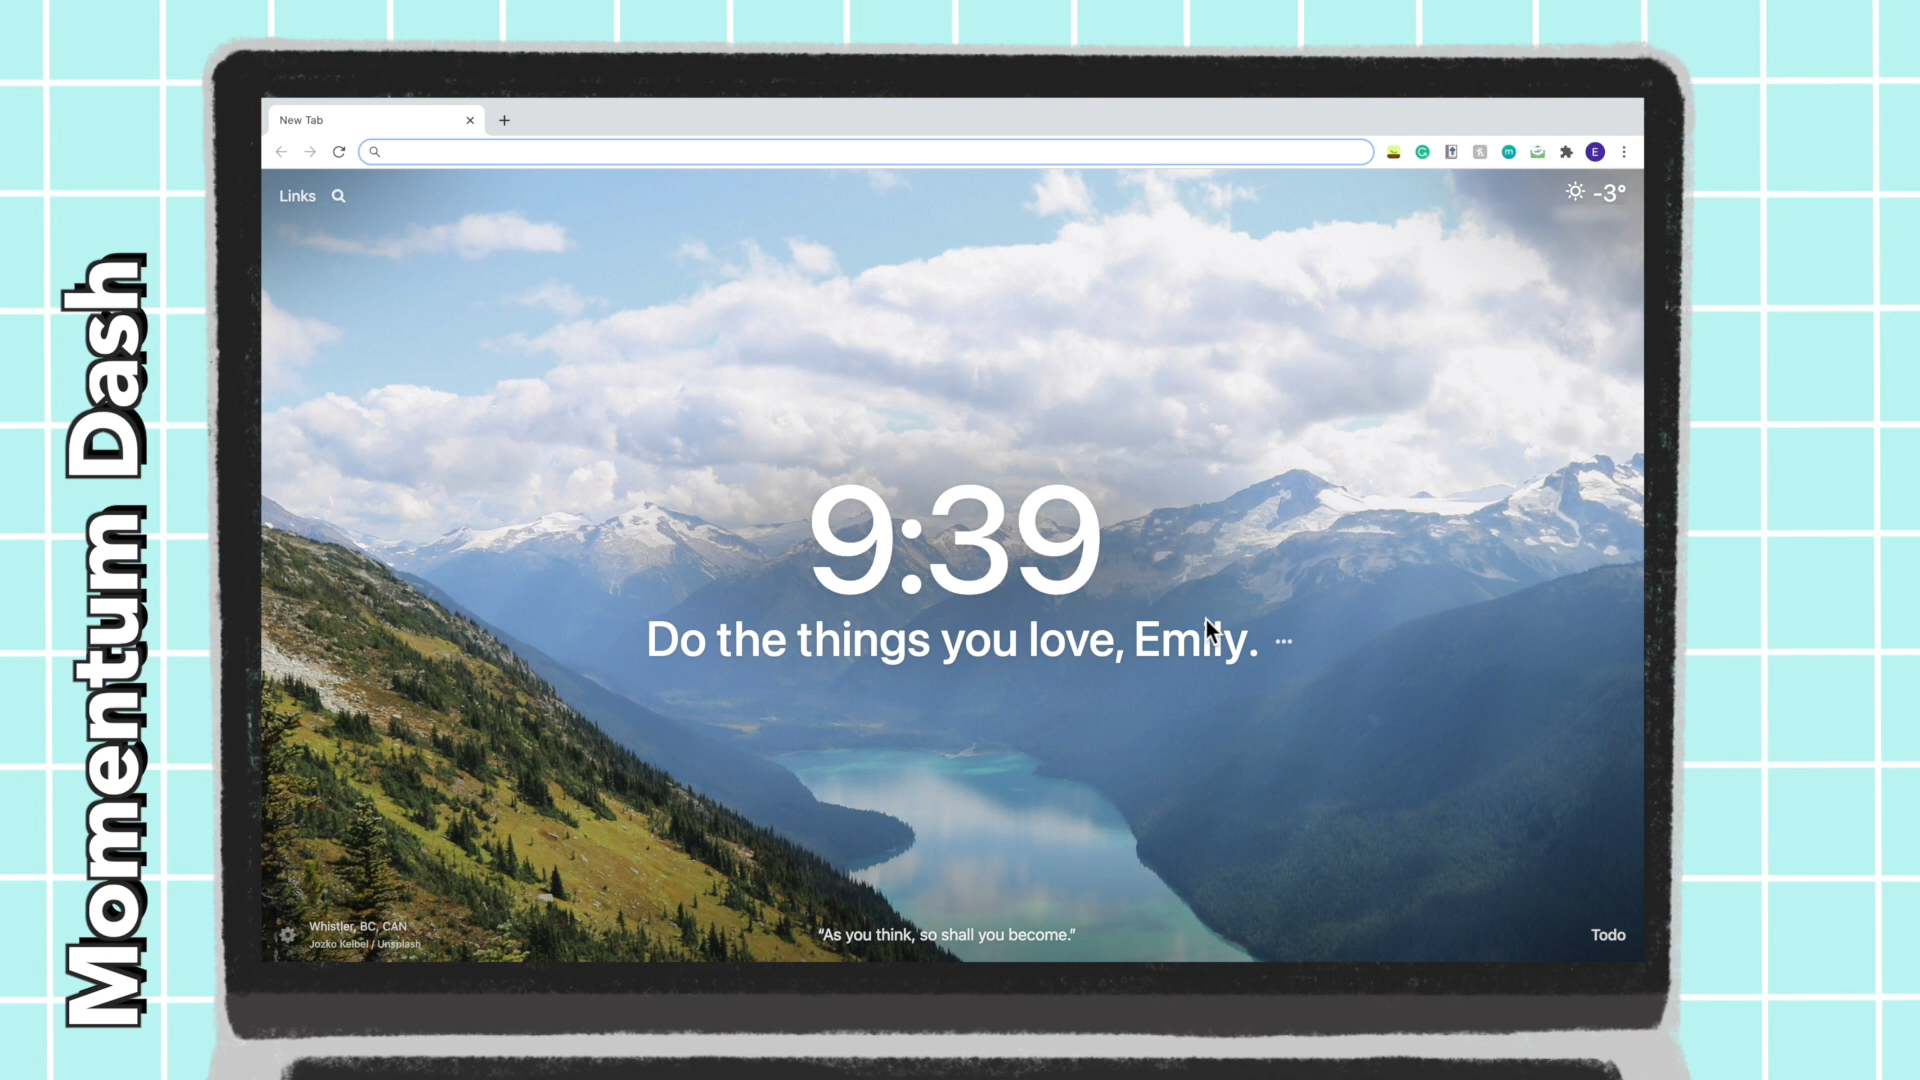 Momentum Dash
New Tab
E
Links
-3°
9:39
Do the things you love, Emily.
Whistler, BC, CAN
Jozko Kelbel / Unsplash
“As you think, so shall you become.”
Todo